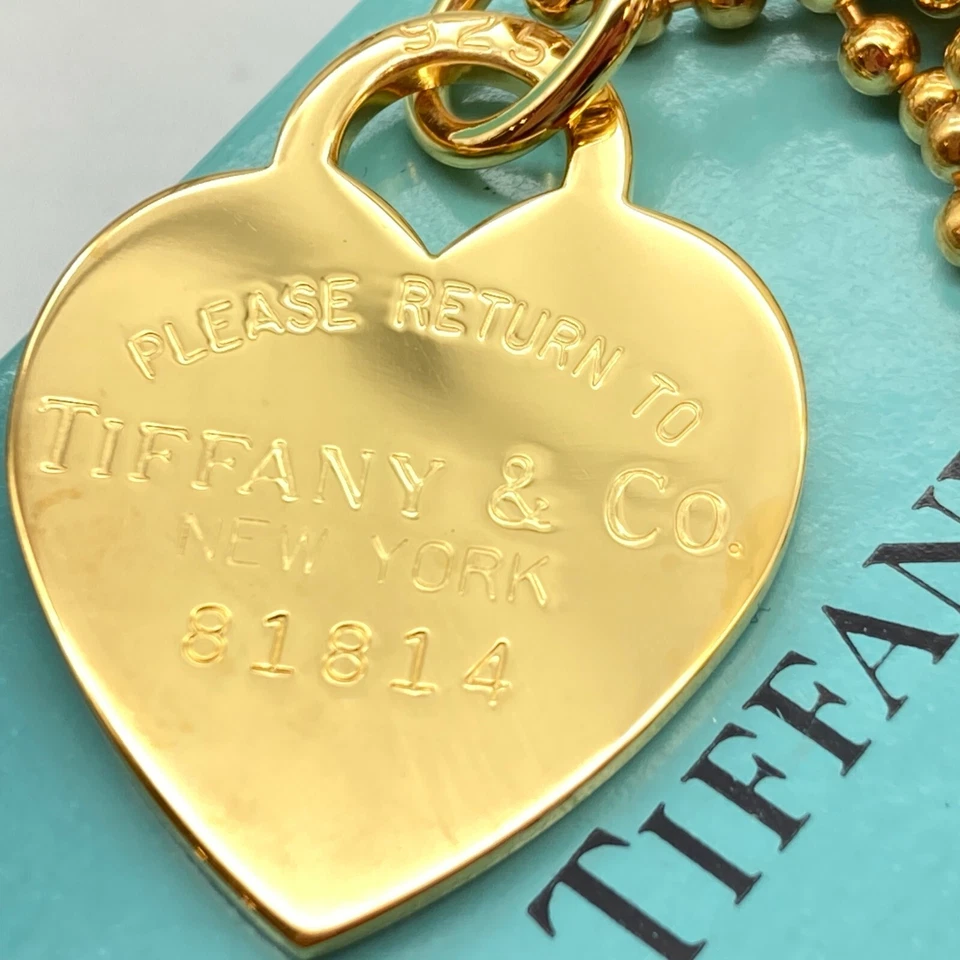 925
PLEASE RETURN TO
TIFFANY & CO.
NEW YORK
81814
TIFFAN